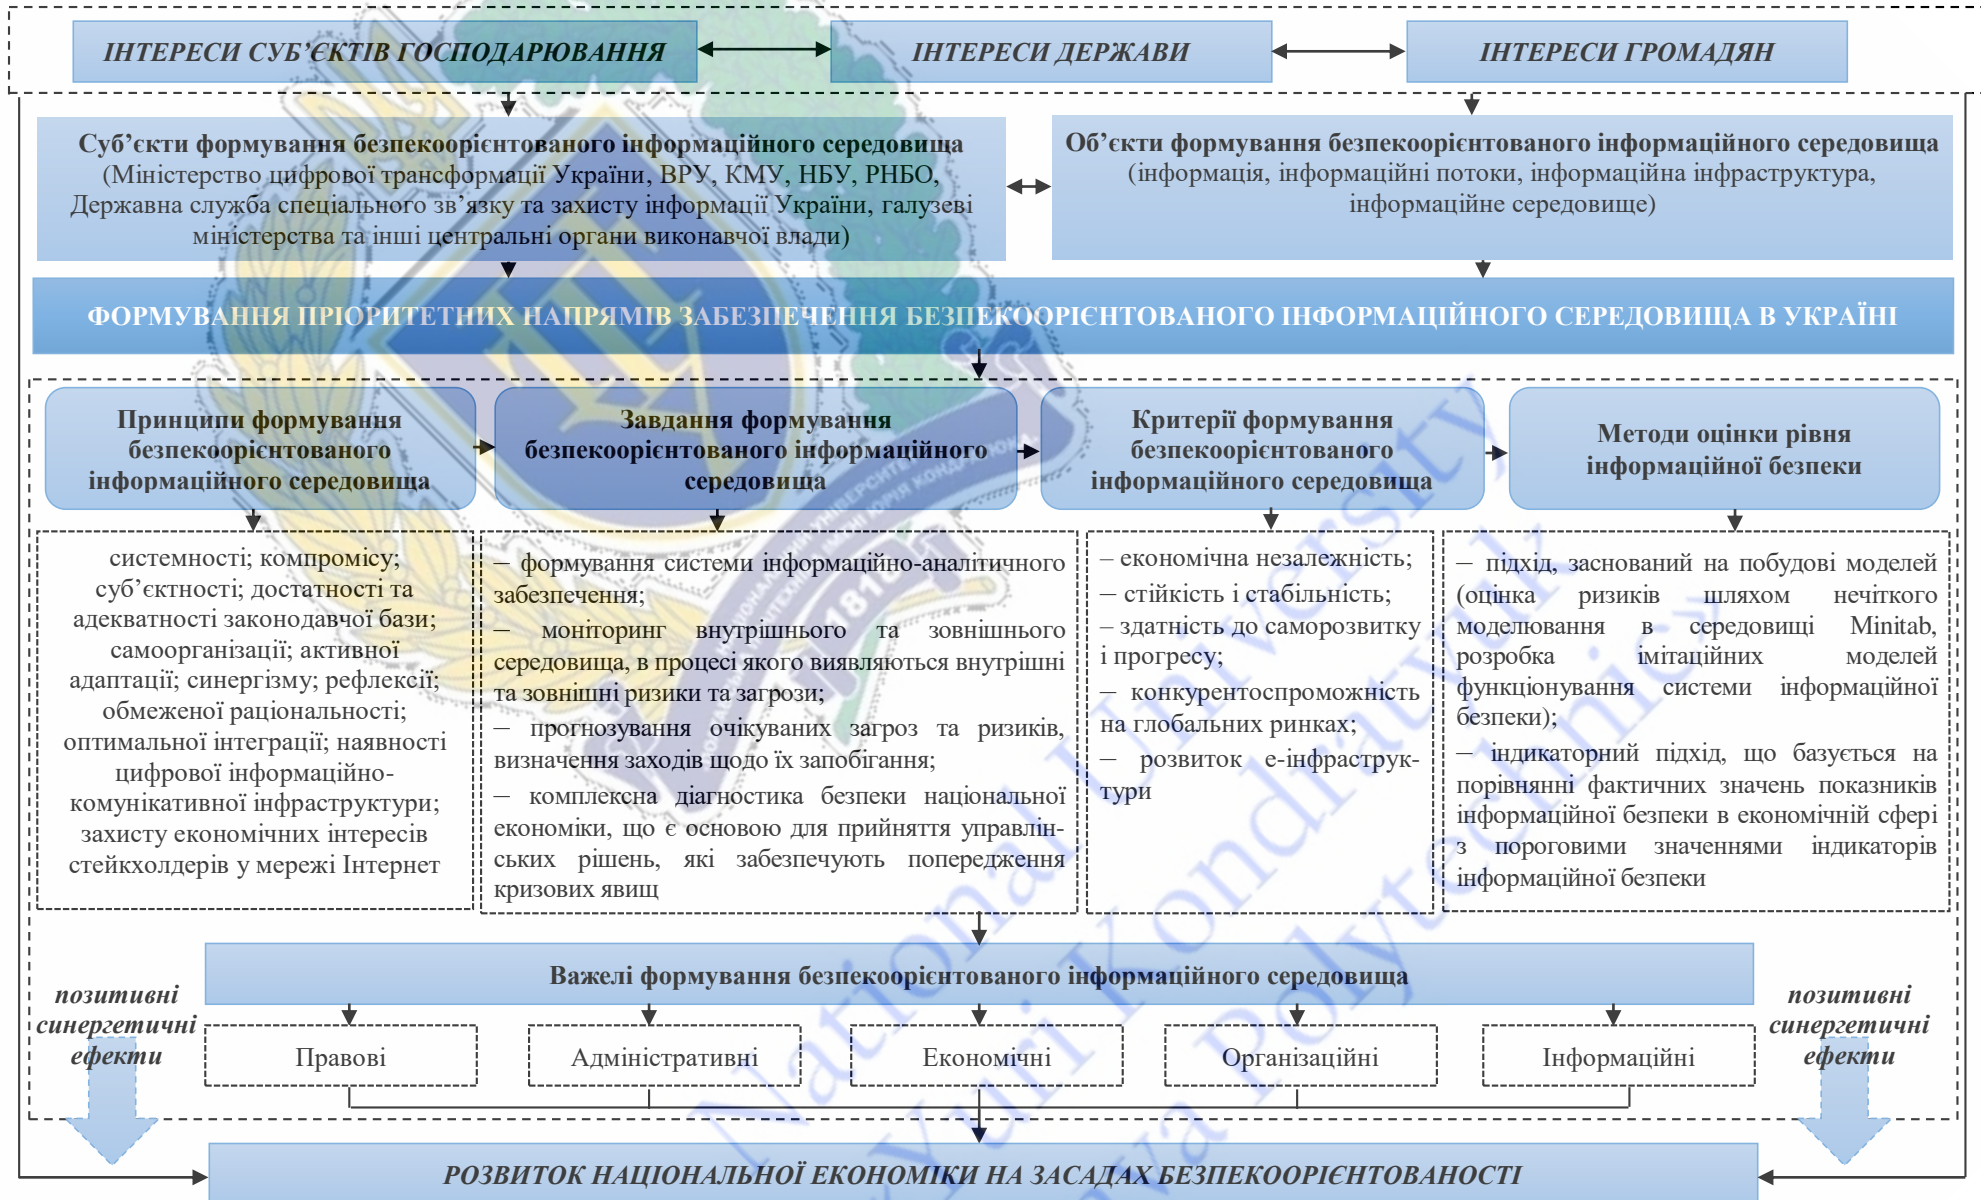 ІНТЕРЕСИ СУБ’ЄКТІВ ГОСПОДАРЮВАННЯ
ІНТЕРЕСИ ДЕРЖАВИ
ІНТЕРЕСИ ГРОМАДЯН
Суб’єкти формування безпекоорієнтованого інформаційного середовища
(Міністерство цифрової трансформації України, ВРУ, КМУ, НБУ, РНБО,
Державна служба спеціального зв’язку та захисту інформації України, галузеві
міністерства та інші центральні органи виконавчої влади)
Об’єкти формування безпекоорієнтованого інформаційного середовища
(інформація, інформаційні потоки, інформаційна інфраструктура,
інформаційне середовище)
ФОРМУВАННЯ ПРІОРИТЕТНИХ НАПРЯМІВ ЗАБЕЗПЕЧЕННЯ БЕЗПЕКООРІЄНТОВАНОГО ІНФОРМАЦІЙНОГО СЕРЕДОВИЩА В УКРАЇНІ
Принципи формування
безпекоорієнтованого
інформаційного середовища
Завдання формування
безпекоорієнтованого інформаційного
середовища
Критерії формування
безпекоорієнтованого
інформаційного середовища
Методи оцінки рівня
інформаційної безпеки
системності; компромісу;
суб’єктності; достатності та
адекватності законодавчої бази;
самоорганізації; активної
адаптації; синергізму; рефлексії;
обмеженої раціональності;
оптимальної інтеграції; наявності
цифрової інформаційно-
комунікативної інфраструктури;
захисту економічних інтересів
стейкхолдерів у мережі Інтернет
– формування системи інформаційно-аналітичного
забезпечення;
– моніторинг внутрішнього та зовнішнього
середовища, в процесі якого виявляються внутрішні
та зовнішні ризики та загрози;
– прогнозування очікуваних загроз та ризиків,
визначення заходів щодо їх запобігання;
– комплексна діагностика безпеки національної
економіки, що є основою для прийняття управлін-
ських рішень, які забезпечують попередження
кризових явищ
– економічна незалежність;
– стійкість і стабільність;
– здатність до саморозвитку
і прогресу;
– конкурентоспроможність
на глобальних ринках;
– розвиток е-інфраструк-
тури
– підхід, заснований на побудові моделей
(оцінка ризиків шляхом нечіткого
моделювання в середовищі Minitab,
розробка імітаційних моделей
функціонування системи інформаційної
безпеки);
– індикаторний підхід, що базується на
порівнянні фактичних значень показників
інформаційної безпеки в економічній сфері
з пороговими значеннями індикаторів
інформаційної безпеки
Важелі формування безпекоорієнтованого інформаційного середовища
позитивні
синергетичні
ефекти
Правові
Адміністративні
Економічні
Організаційні
Інформаційні
позитивні
синергетичні
ефекти
РОЗВИТОК НАЦІОНАЛЬНОЇ ЕКОНОМІКИ НА ЗАСАДАХ БЕЗПЕКООРІЄНТОВАНОСТІ
National University
Yuri Kondratyuk
Polytechnic»
1818